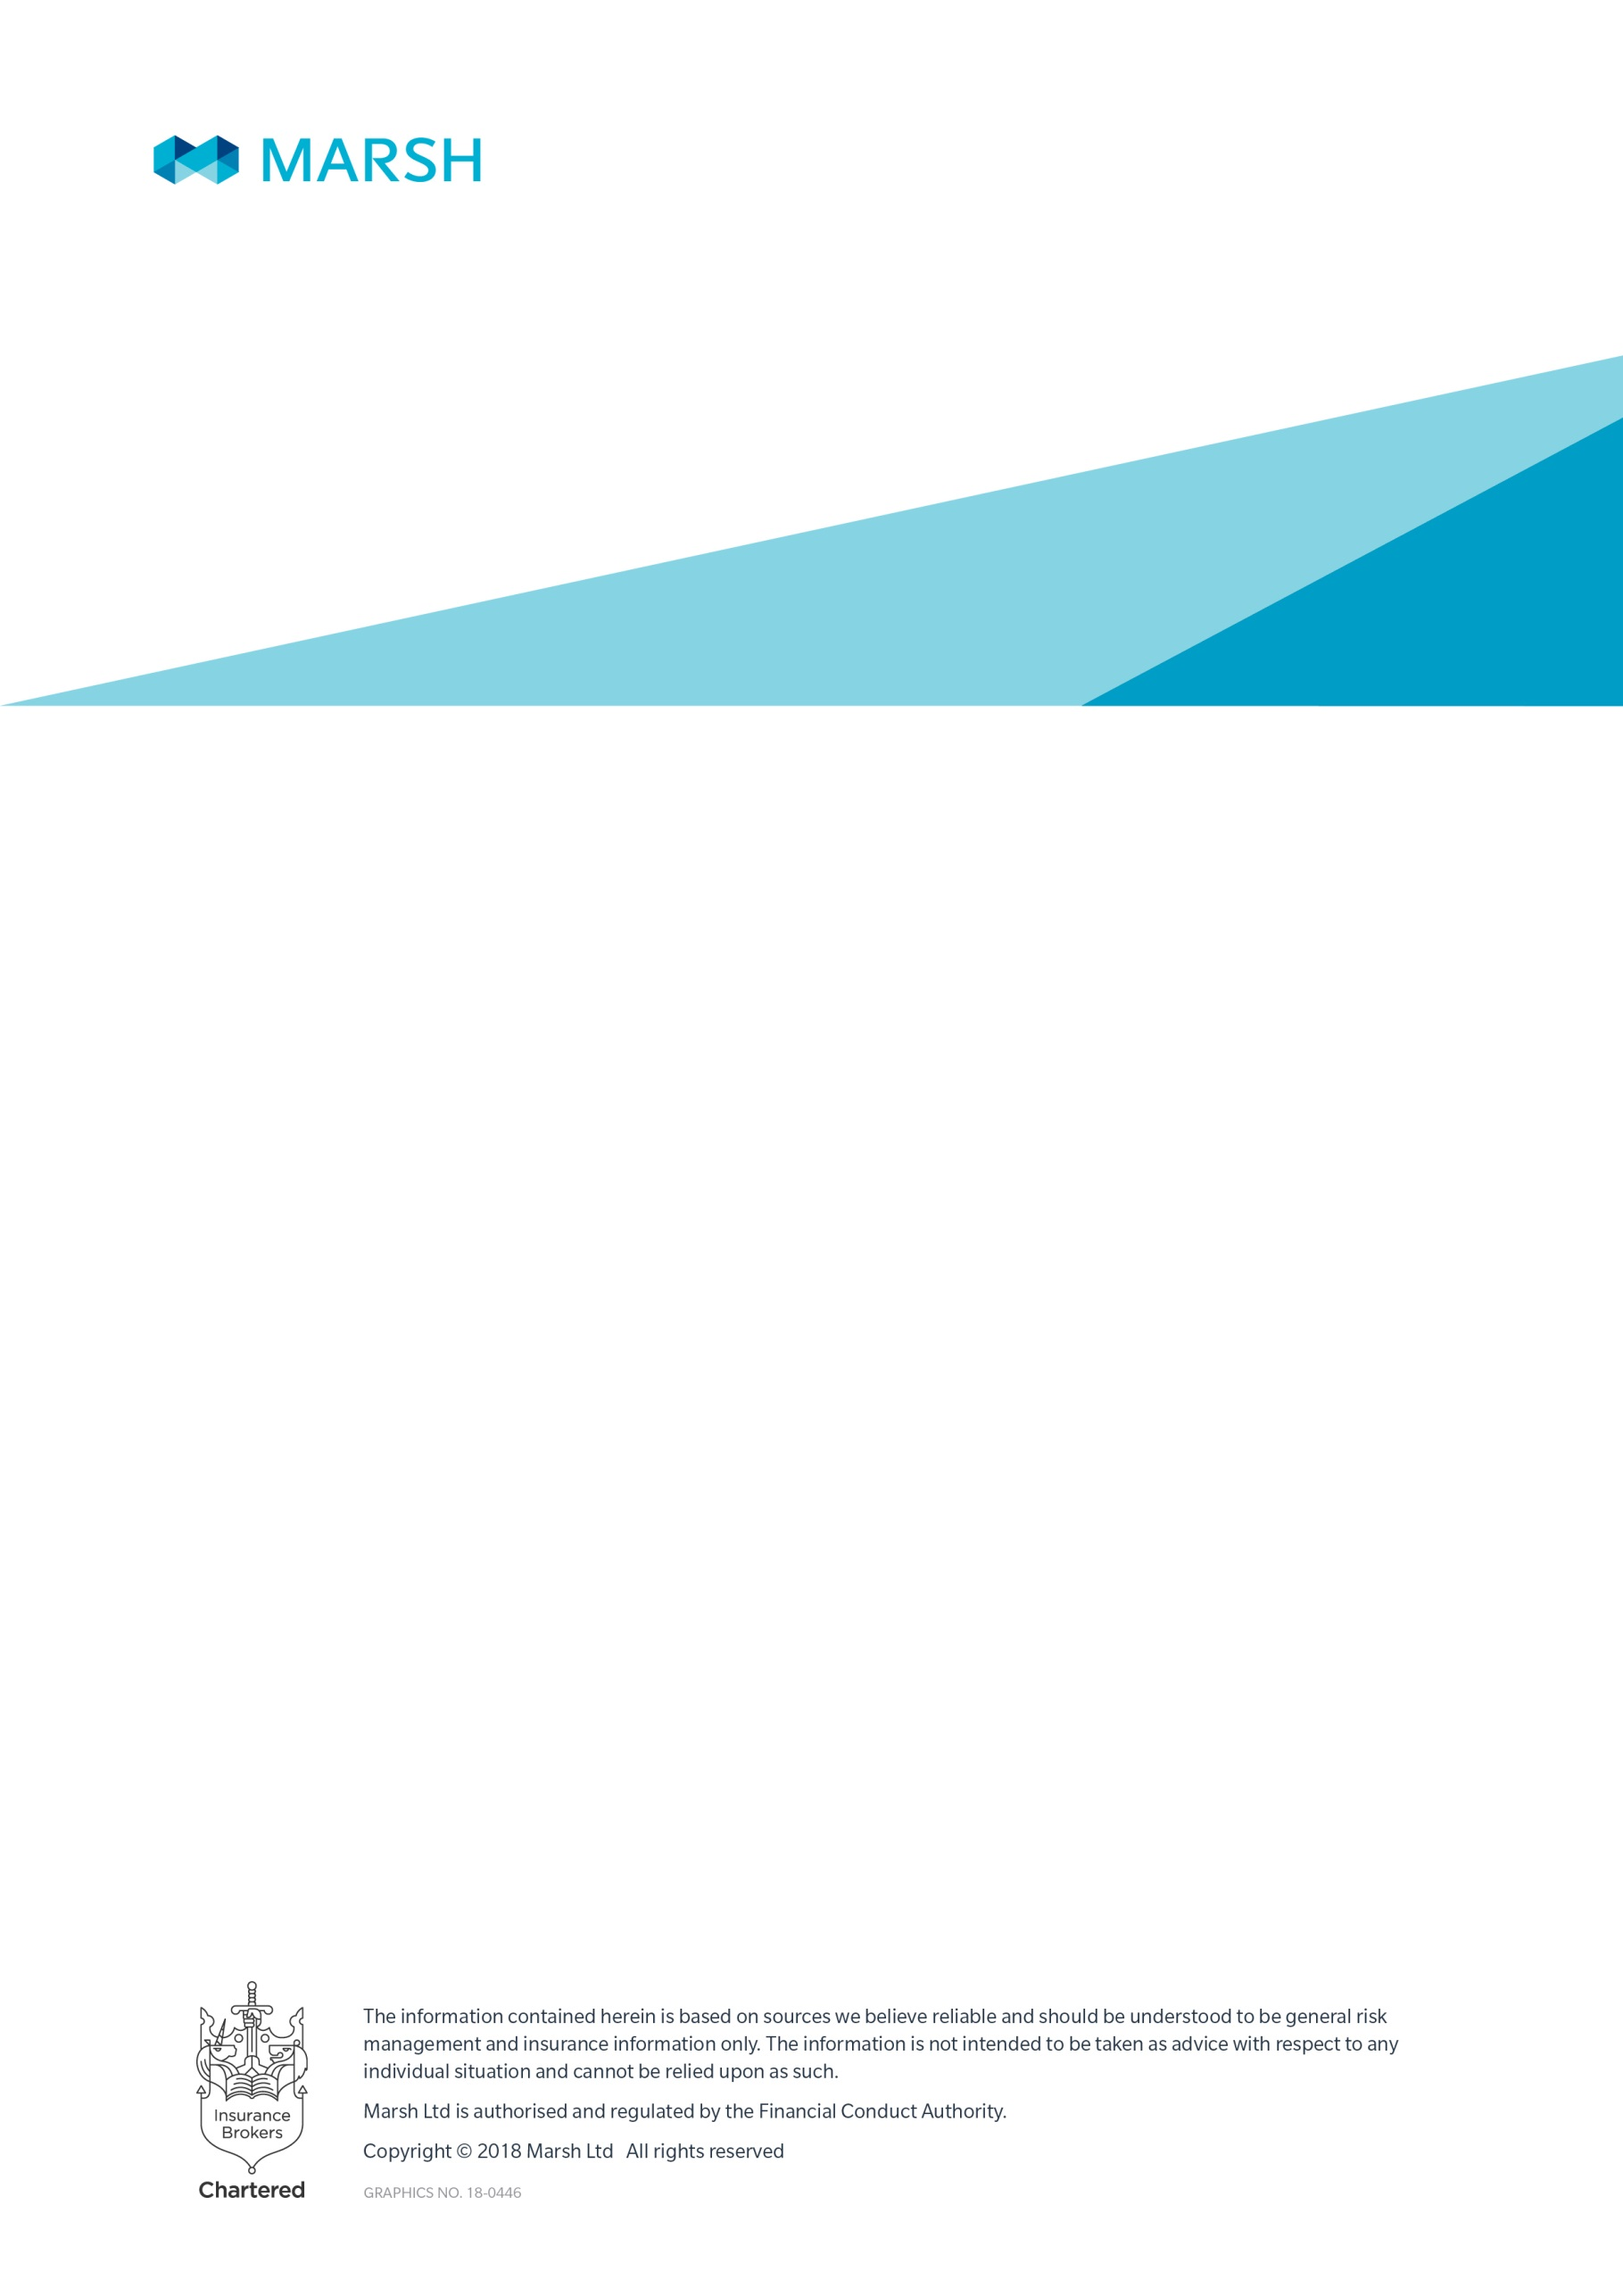 MARSH
Insurance
Brokers
Chartered
The information contained herein is based on sources we believe reliable and should be understood to be general risk
management and insurance information only. The information is not intended to be taken as advice with respect to any
individual situation and cannot be relied upon as such.
Marsh Ltd is authorised and regulated by the Financial Conduct Authority.
Copyright © 2018 Marsh Ltd All rights reserved
GRAPHICS NO. 18-0446